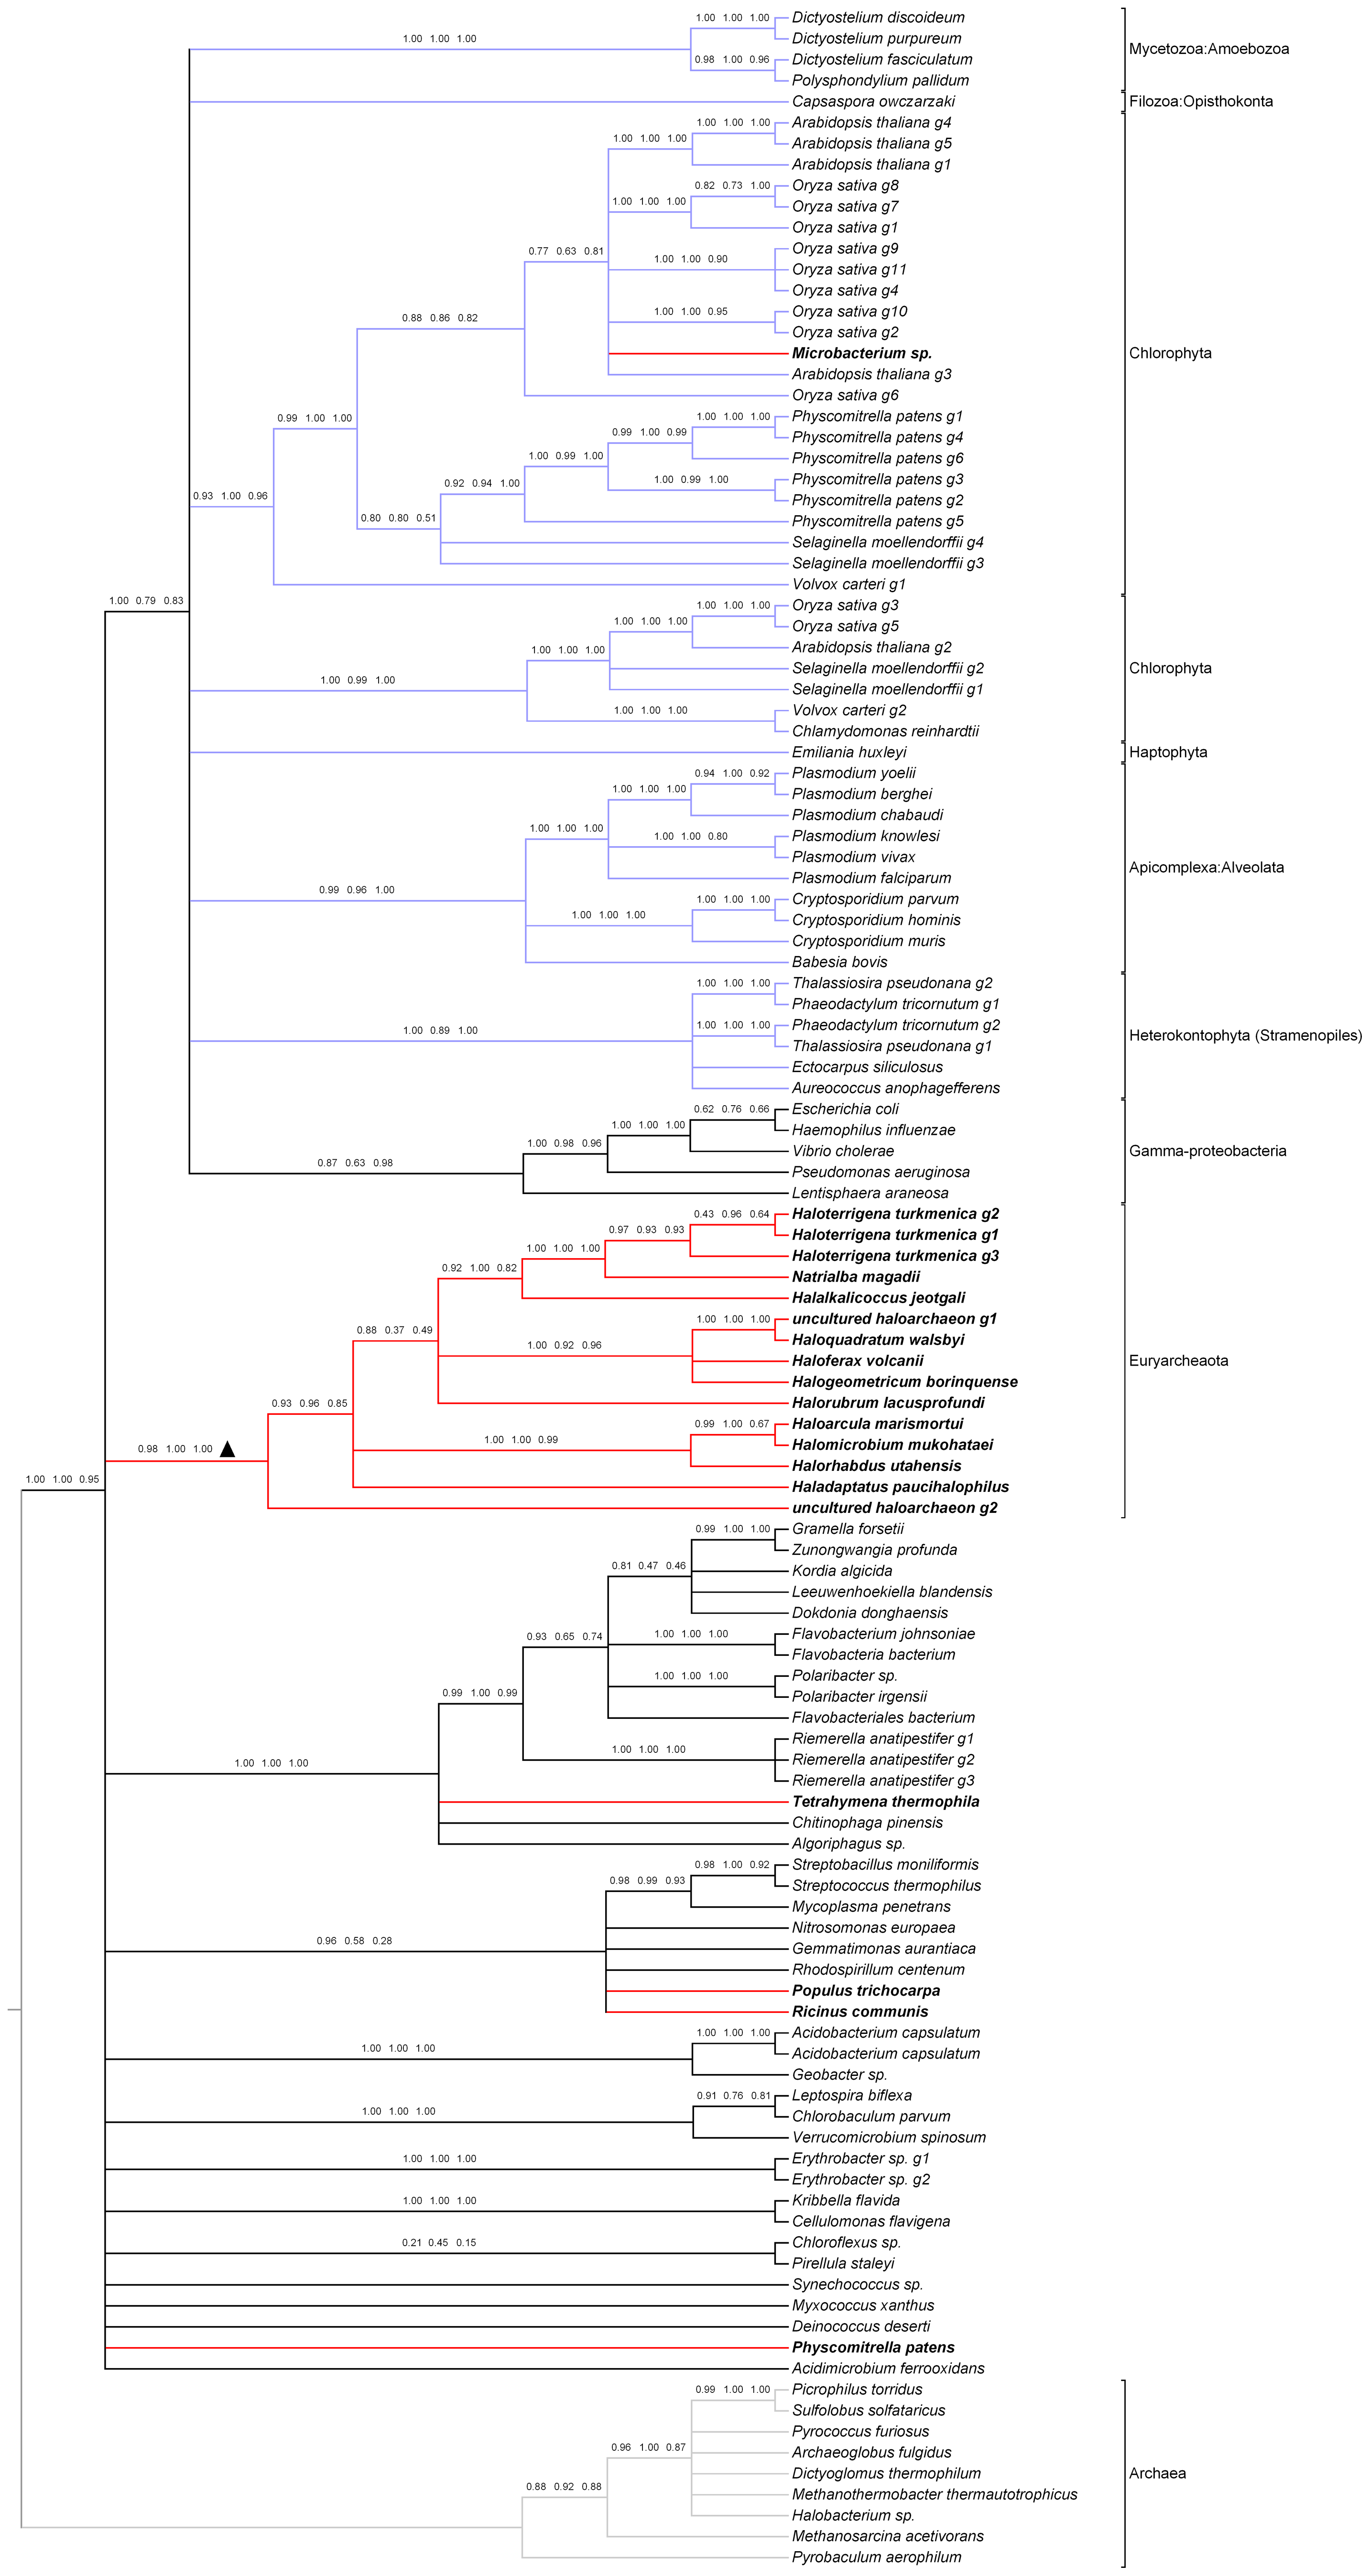 1.00 1.00 1.00 Dictyostelium discoideum
1.00 1.00 1.00 Dictyostelium purpureum
Mycetozoa:Amoebozoa
0.98 1.00 0.96 Dictyostelium fasciculatum
Polysphondylium pallidum
Capsaspora owczarzaki Filozoa:Opisthokonta
1.00 1.00 1.00 Arabidopsis thaliana g4
1.00 1.00 1.00 Arabidopsis thaliana g5
Arabidopsis thaliana g1
0.82 0.73 1.00 Oryza sativa g8
1.00 1.00 1.00 Oryza sativa g7
Oryza sativa g1
0.77 0.63 0.81 Oryza sativa g9
1.00 1.00 0.90 Oryza sativa g11
Oryza sativa g4
1.00 1.00 0.95 Oryza sativa g10
0.88 0.86 0.82 Oryza sativa g2
Microbacterium sp. Chlorophyta
Arabidopsis thaliana g3
Oryza sativa g6
0.99 1.00 1.00 1.00 1.00 1.00 Physcomitrella patens g1
0.99 1.00 0.99 Physcomitrella patens g4
1.00 0.99 1.00 Physcomitrella patens g6
1.00 0.99 1.00 Physcomitrella patens g3
0.93 1.00 0.96 0.92 0.94 1.00 Physcomitrella patens g2
0.80 0.80 0.51 Physcomitrella patens g5
Selaginella moellendorffii g4
Selaginella moellendorffii g3
Volvox carteri g1
1.00 0.79 0.83 1.00 1.00 1.00 Oryza sativa g3
1.00 1.00 1.00 Oryza sativa g5
1.00 1.00 1.00 Arabidopsis thaliana g2
Selaginella moellendorffii g2 Chlorophyta
1.00 0.99 1.00 Selaginella moellendorffii g1
1.00 1.00 1.00 Volvox carteri g2
Chlamydomonas reinhardtii
Emiliania huxleyi Haptophyta
0.94 1.00 0.92 Plasmodium yoelii
1.00 1.00 1.00 Plasmodium berghei
Plasmodium chabaudi
1.00 1.00 1.00 1.00 1.00 0.80 Plasmodium knowlesi
Plasmodium vivax
Apicomplexa:Alveolata
Plasmodium falciparum
0.99 0.96 1.00 1.00 1.00 1.00 Cryptosporidium parvum
1.00 1.00 1.00 Cryptosporidium hominis
Cryptosporidium muris
Babesia bovis
1.00 1.00 1.00 Thalassiosira pseudonana g2
Phaeodactylum tricornutum g1
1.00 0.89 1.00 1.00 1.00 1.00 Phaeodactylum tricornutum g2
Heterokontophyta (Stramenopiles)
Thalassiosira pseudonana g1
Ectocarpus siliculosus
Aureococcus anophagefferens
0.62 0.76 0.66 Escherichia coli
1.00 1.00 1.00 Haemophilus influenzae
1.00 0.98 0.96 Vibrio cholerae Gamma-proteobacteria
0.87 0.63 0.98 Pseudomonas aeruginosa
Lentisphaera araneosa
0.43 0.96 0.64 Haloterrigena turkmenica g2
0.97 0.93 0.93 Haloterrigena turkmenica g1
1.00 1.00 1.00 Haloterrigena turkmenica g3
0.92 1.00 0.82 Natrialba magadii
Halalkalicoccus jeotgali
1.00 1.00 1.00 uncultured haloarchaeon g1
0.88 0.37 0.49 1.00 0.92 0.96 Haloquadratum walsbyi
Haloferax volcanii Euryarcheaota
Halogeometricum borinquense
0.93 0.96 0.85 Halorubrum lacusprofundi
0.99 1.00 0.67 Haloarcula marismortui
0.98 1.00 1.00 1.00 1.00 0.99 Halomicrobium mukohataei
Halorhabdus utahensis
1.00 1.00 0.95 Haladaptatus paucihalophilus
uncultured haloarchaeon g2
0.99 1.00 1.00 Gramella forsetii
Zunongwangia profunda
0.81 0.47 0.46 Kordia algicida
Leeuwenhoekiella blandensis
Dokdonia donghaensis
0.93 0.65 0.74 1.00 1.00 1.00 Flavobacterium johnsoniae
Flavobacteria bacterium
1.00 1.00 1.00 Polaribacter sp.
0.99 1.00 0.99 Polaribacter irgensii
Flavobacteriales bacterium
Riemerella anatipestifer g1
1.00 1.00 1.00 1.00 1.00 1.00 Riemerella anatipestifer g2
Riemerella anatipestifer g3
Tetrahymena thermophila
Chitinophaga pinensis
Algoriphagus sp.
0.98 1.00 0.92 Streptobacillus moniliformis
0.98 0.99 0.93 Streptococcus thermophilus
Mycoplasma penetrans
0.96 0.58 0.28 Nitrosomonas europaea
Gemmatimonas aurantiaca
Rhodospirillum centenum
Populus trichocarpa
Ricinus communis
1.00 1.00 1.00 Acidobacterium capsulatum
1.00 1.00 1.00 Acidobacterium capsulatum
Geobacter sp.
0.91 0.76 0.81 Leptospira biflexa
1.00 1.00 1.00 Chlorobaculum parvum
Verrucomicrobium spinosum
1.00 1.00 1.00 Erythrobacter sp. g1
Erythrobacter sp. g2
1.00 1.00 1.00 Kribbella flavida
Cellulomonas flavigena
0.21 0.45 0.15 Chloroflexus sp.
Pirellula staleyi
Synechococcus sp.
Myxococcus xanthus
Deinococcus deserti
Physcomitrella patens
Acidimicrobium ferrooxidans
0.99 1.00 1.00 Picrophilus torridus
Sulfolobus solfataricus
Pyrococcus furiosus
0.96 1.00 0.87 Archaeoglobus fulgidus
Dictyoglomus thermophilum Archaea
0.88 0.92 0.88 Methanothermobacter thermautotrophicus
Halobacterium sp.
Methanosarcina acetivorans
Pyrobaculum aerophilum